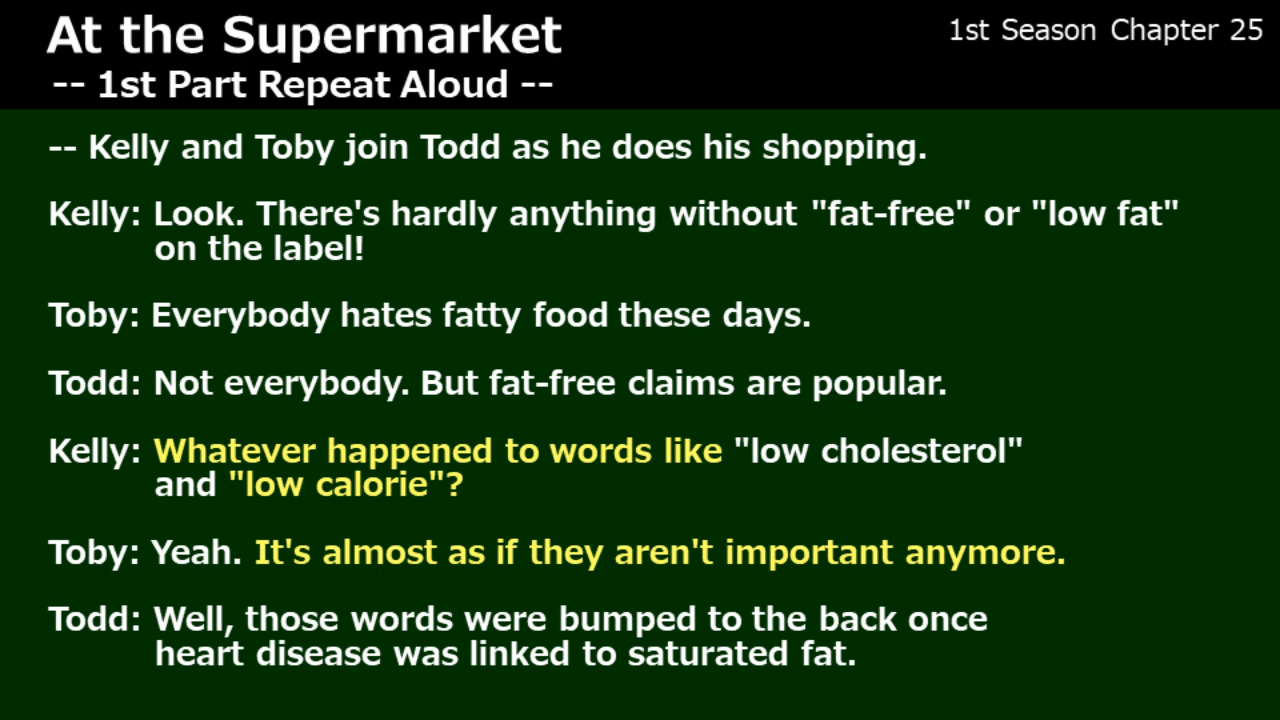 At the Supermarket
1st Season Chapter 25
-- 1st Part Repeat Aloud --
-- Kelly and Toby join Todd as he does his shopping.
Kelly: Look. There's hardly anything without "fat-free" or "low fat"
on the label!
Toby: Everybody hates fatty food these days.
Todd: Not everybody. But fat-free claims are popular.
Kelly: Whatever happened to words like "low cholesterol"
and "low calorie"?
Toby: Yeah. It's almost as if they aren't important anymore.
Todd: Well, those words were bumped to the back once
heart disease was linked to saturated fat.